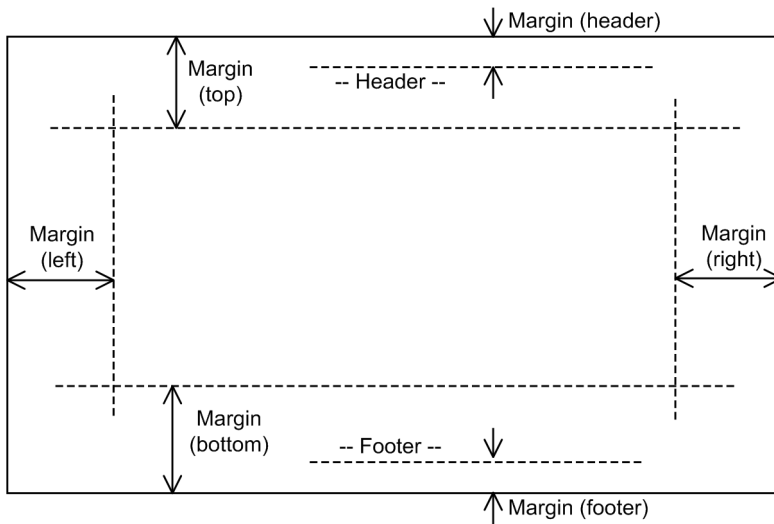 Margin (header)
Margin
(top)
-- Header --
Margin
(left)
Margin
(right)
Margin
(bottom)
-- Footer --
Margin (footer)